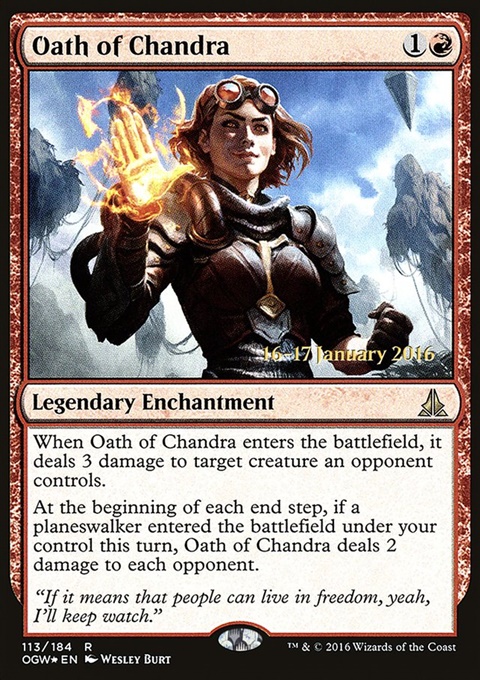 Oath of Chandra 1
16–17 January 2016
Legendary Enchantment
When Oath of Chandra enters the battlefield, it
deals 3 damage to target creature an opponent
controls.
At the beginning of each end step, if a
planeswalker entered the battlefield under your
control this turn, Oath of Chandra deals 2
damage to each opponent.
"If it means that people can live in freedom, yeah,
I'll keep watch."
113/184 R
OGW★EN Wesley Burt
™ & © 2016 Wizards of the Coast